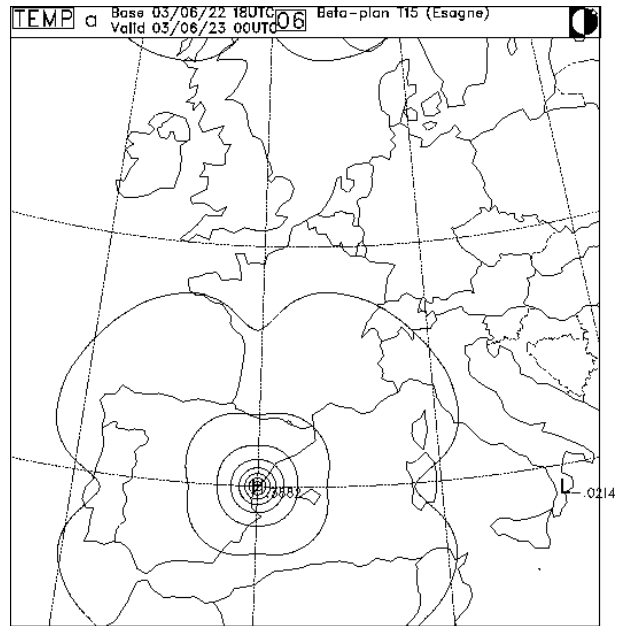 TEMP a Base 03/06/22 18UTC 06 Beta-plan T15 (Esagne)
Valid 03/06/23 00UTC
L -.0214